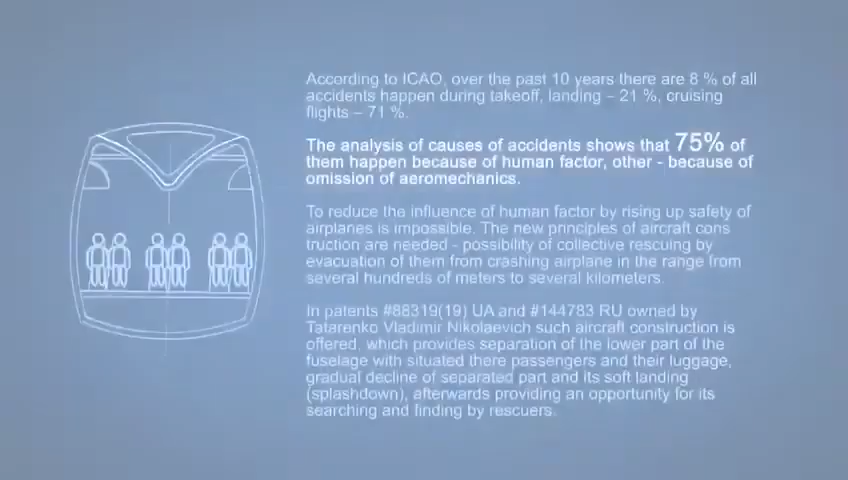 According to ICAO, over the past 10 years there are 8 % of all
accidents happen during takeoff, landing – 21 %, cruising
flights – 71 %.
The analysis of causes of accidents shows that 75% of
them happen because of human factor, other - because of
omission of aeromechanics.
To reduce the influence of human factor by rising up safety of
airplanes is impossible. The new principles of aircraft cons
truction are needed - possibility of collective rescuing by
evacuation of them from crashing airplane in the range from
several hundreds of meters to several kilometers.
In patents #88319(19) UA and #144783 RU owned by
Tatarenko Vladimir Nikolaevich such aircraft construction is
offered, which provides separation of the lower part of the
fuselage with situated there passengers and their luggage,
gradual decline of separated part and its soft landing
(splashdown), afterwards providing an opportunity for its
searching and finding by rescuers.